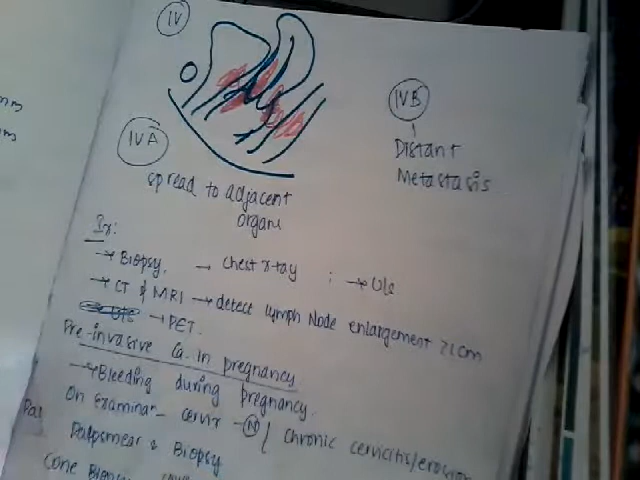 mm
m
IV
IVA
IVB
Distant
Metastasis
spread to adjacent
organs
Ix:
→ Biopsy. → Chest x-ray ; → U/s
→ CT & MRI → detect lymph Node enlargement >1cm
→ PET.
Pre-invasive Ca. in pregnancy
→ Bleeding during pregnancy.
On examinan- cervix - (N) / chronic cervicitis/erosion
Papsmear & Biopsy
Cone Biopsy